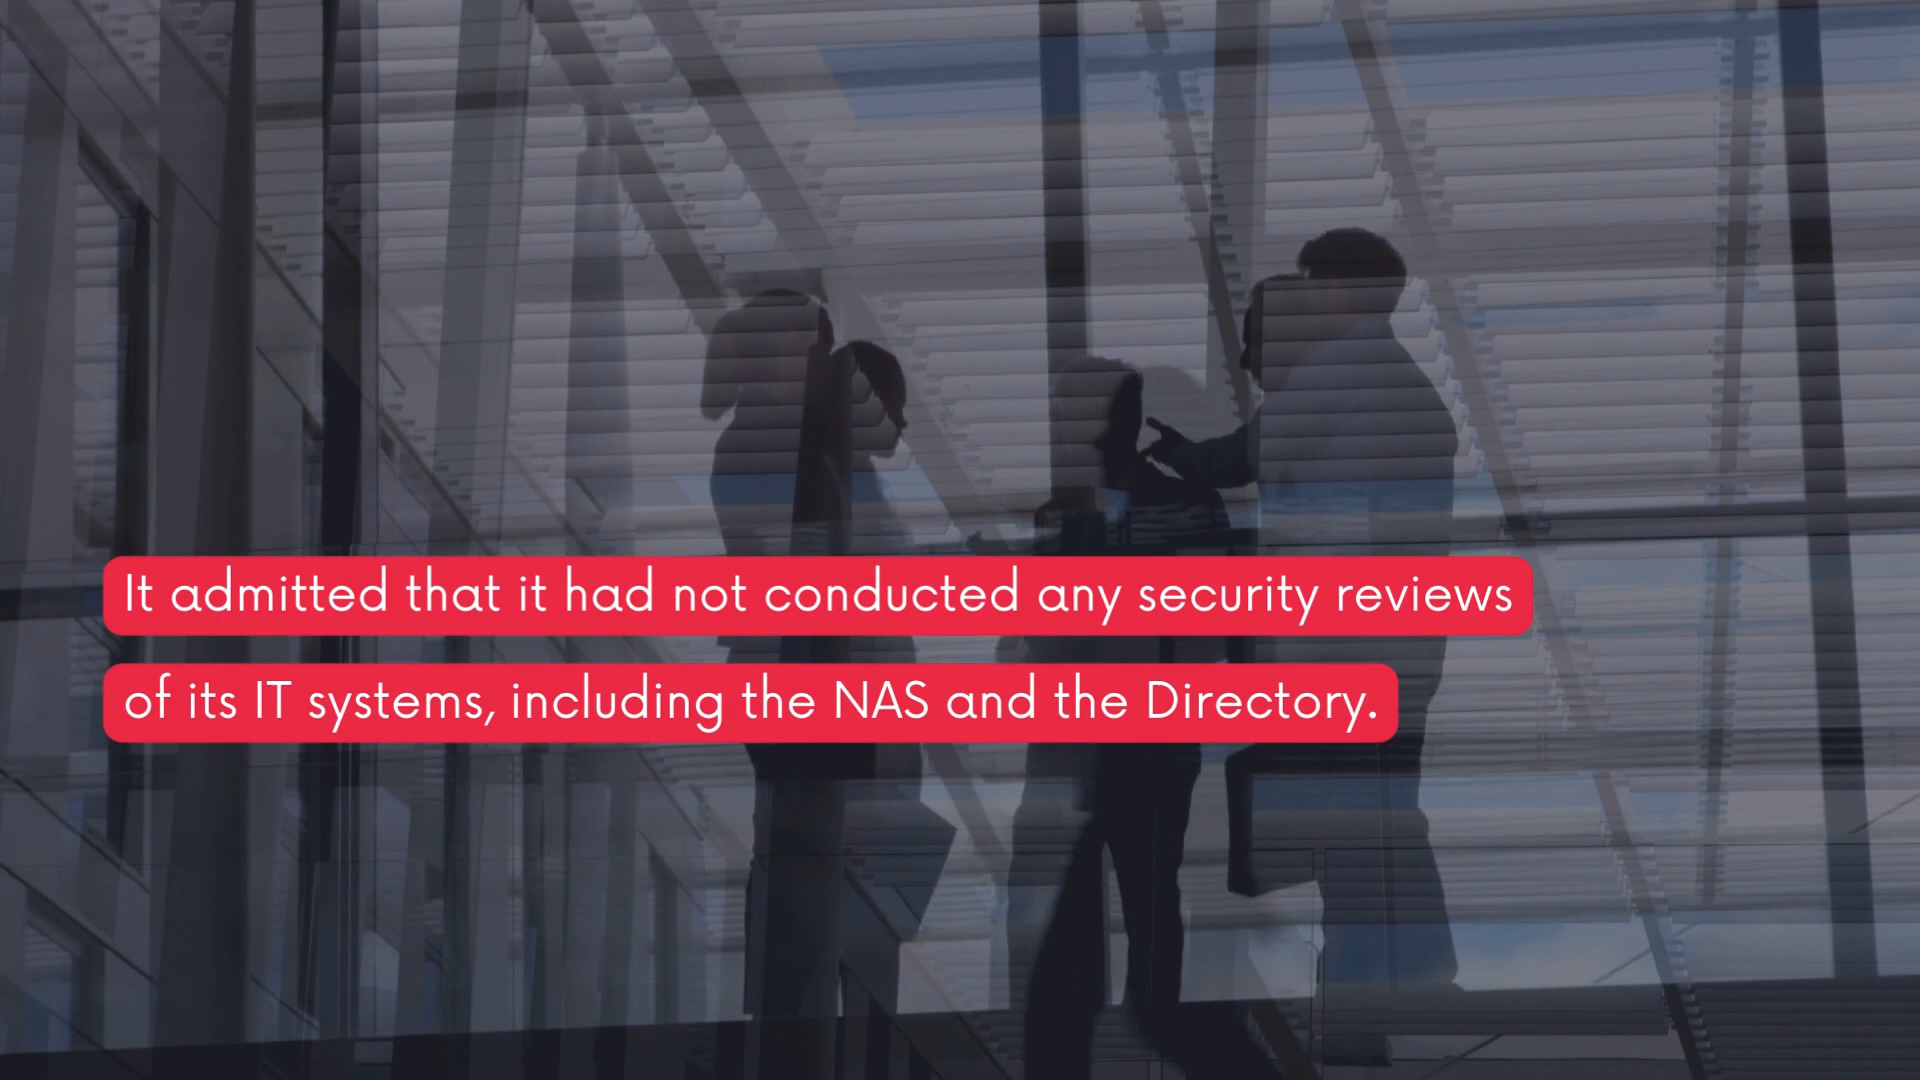 It admitted that it had not conducted any security reviews
of its IT systems, including the NAS and the Directory.